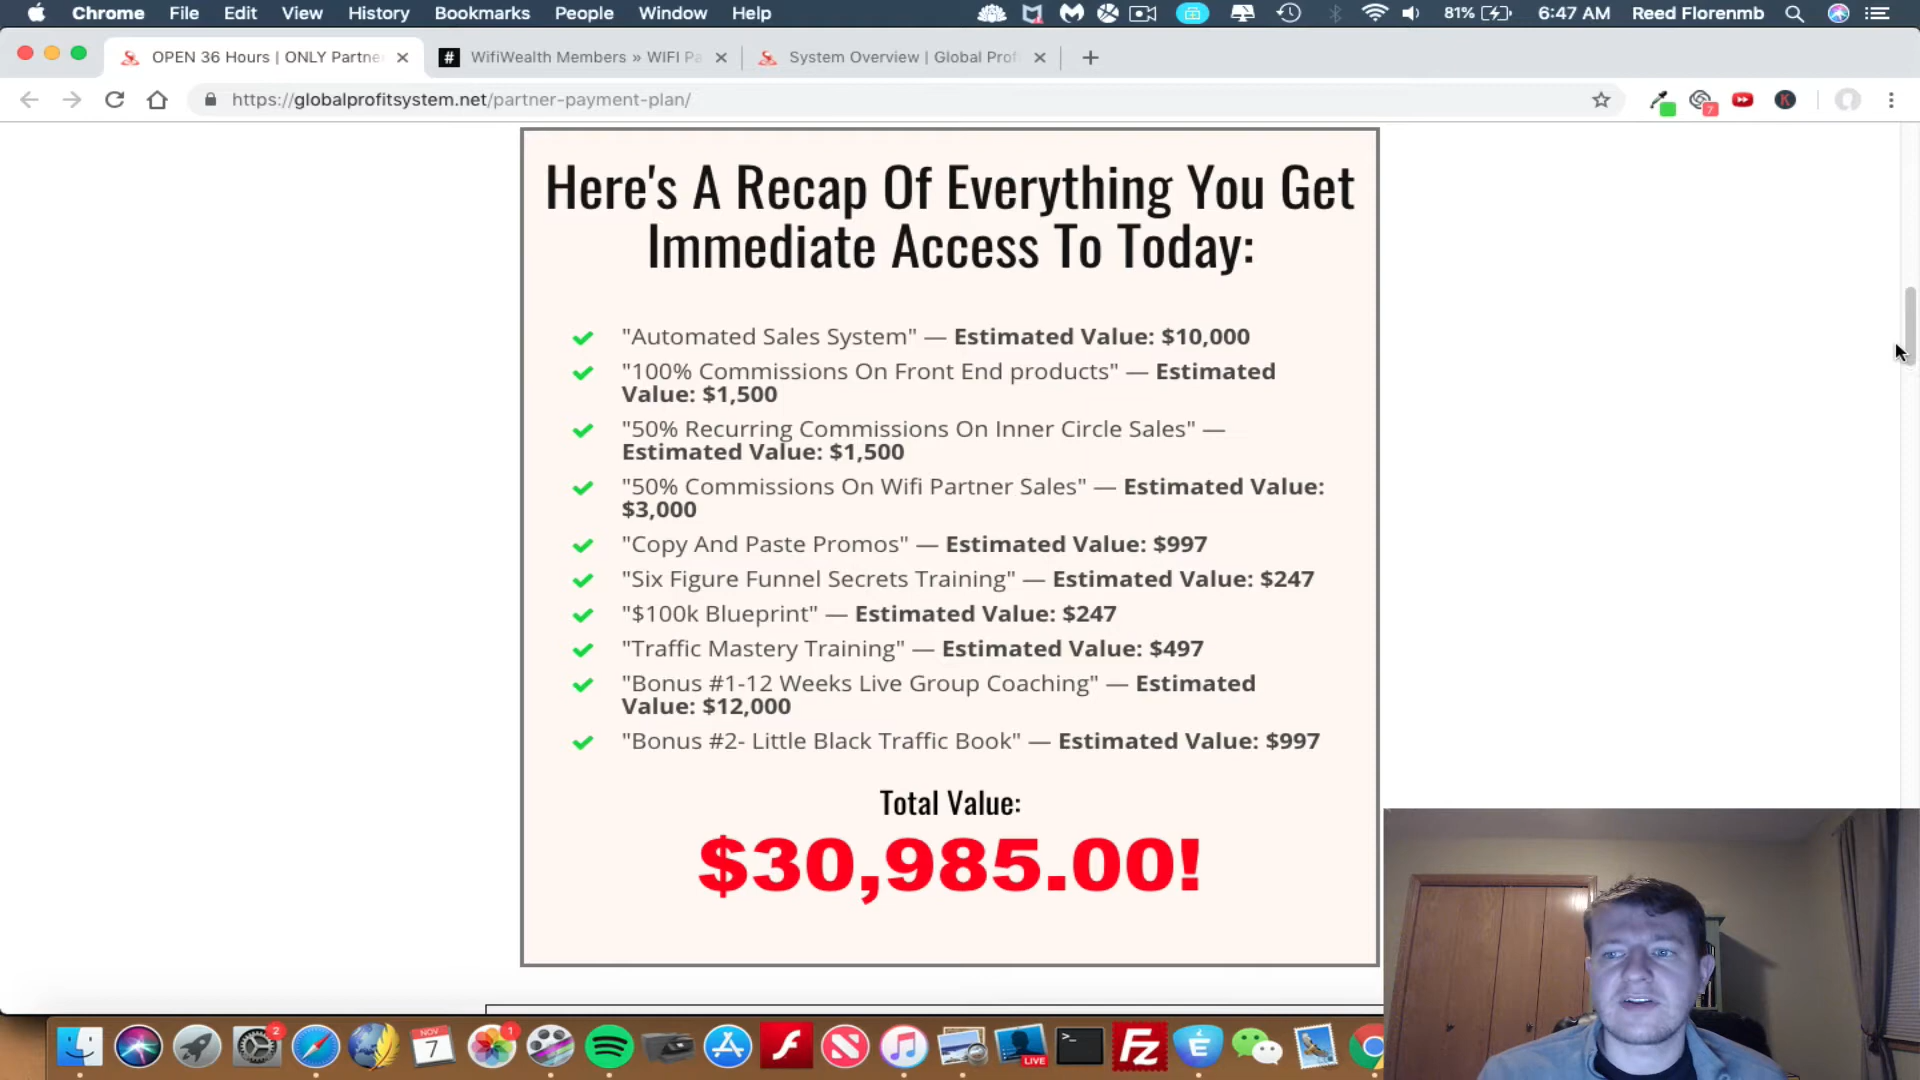 Chrome File Edit View History Bookmarks People Window Help 81% 6:47 AM Reed Florenmb
OPEN 36 Hours | ONLY Partne # WifiWealth Members » WIFI Pa System Overview | Global Prof
https://globalprofitsystem.net/partner-payment-plan/ 7 K
Here's A Recap Of Everything You Get
Immediate Access To Today:
"Automated Sales System" — Estimated Value: $10,000
"100% Commissions On Front End products" — Estimated
Value: $1,500
"50% Recurring Commissions On Inner Circle Sales" —
Estimated Value: $1,500
"50% Commissions On Wifi Partner Sales" — Estimated Value:
$3,000
"Copy And Paste Promos" — Estimated Value: $997
"Six Figure Funnel Secrets Training" — Estimated Value: $247
"$100k Blueprint" — Estimated Value: $247
"Traffic Mastery Training" — Estimated Value: $497
"Bonus #1-12 Weeks Live Group Coaching" — Estimated
Value: $12,000
"Bonus #2- Little Black Traffic Book" — Estimated Value: $997
Total Value:
$30,985.00!
2 NOV 7 1 LIVE Fz